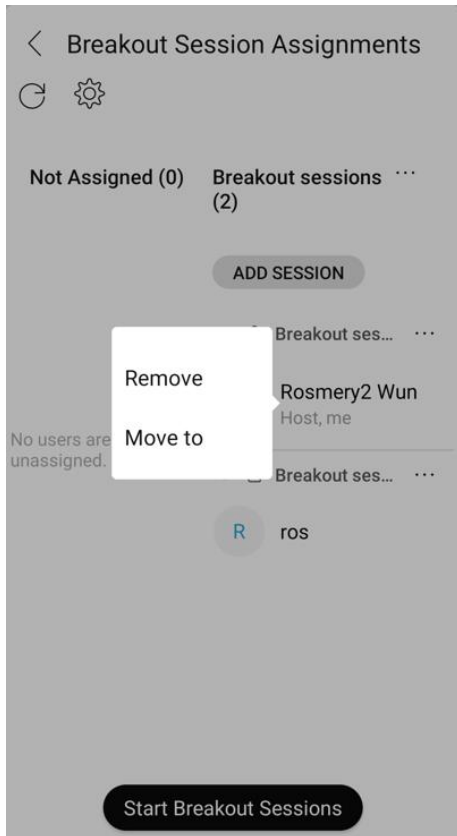 Breakout Session Assignments
Not Assigned (0)
Breakout sessions ...
(2)
ADD SESSION
Breakout ses... ...
Remove
Rosmery2 Wun
Host, me
Move to
No users are
unassigned.
Breakout ses... ...
R ros
Start Breakout Sessions